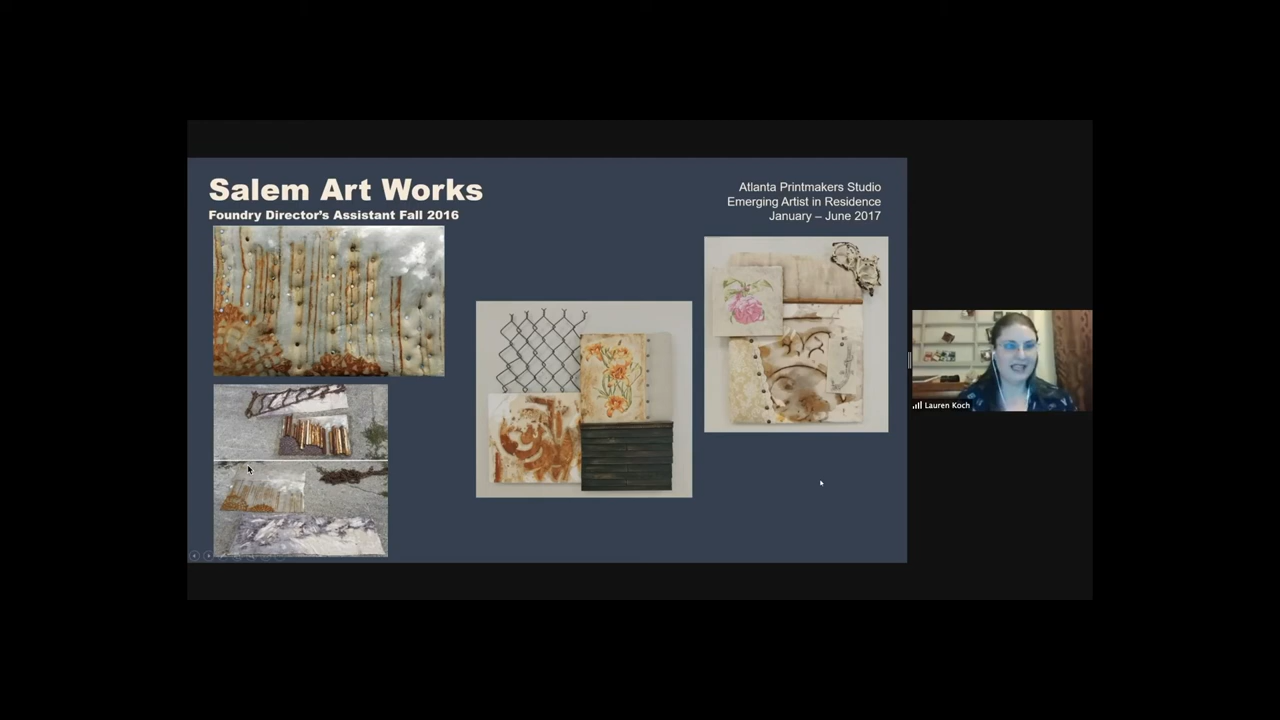 Salem Art Works
Foundry Director's Assistant Fall 2016
Atlanta Printmakers Studio
Emerging Artist in Residence
January – June 2017
Lauren Koch